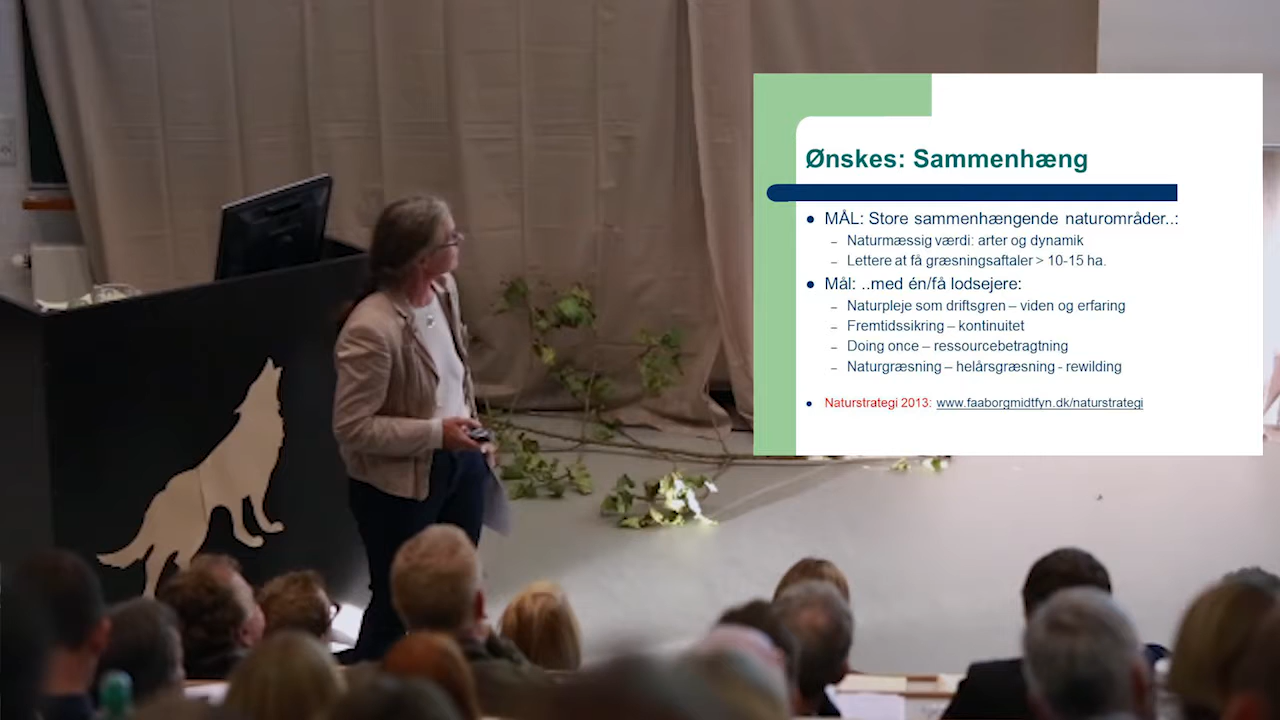 Ønskes: Sammenhæng
● MÅL: Store sammenhængende naturområder..:
– Naturmæssig værdi: arter og dynamik
– Lettere at få græsningsaftaler > 10-15 ha.
● Mål: ..med én/få lodsejere:
– Naturpleje som driftsgren – viden og erfaring
– Fremtidssikring – kontinuitet
– Doing once – ressourcebetragtning
– Naturgræsning – helårsgræsning - rewilding
● Naturstrategi 2013: www.faaborgmidtfyn.dk/naturstrategi